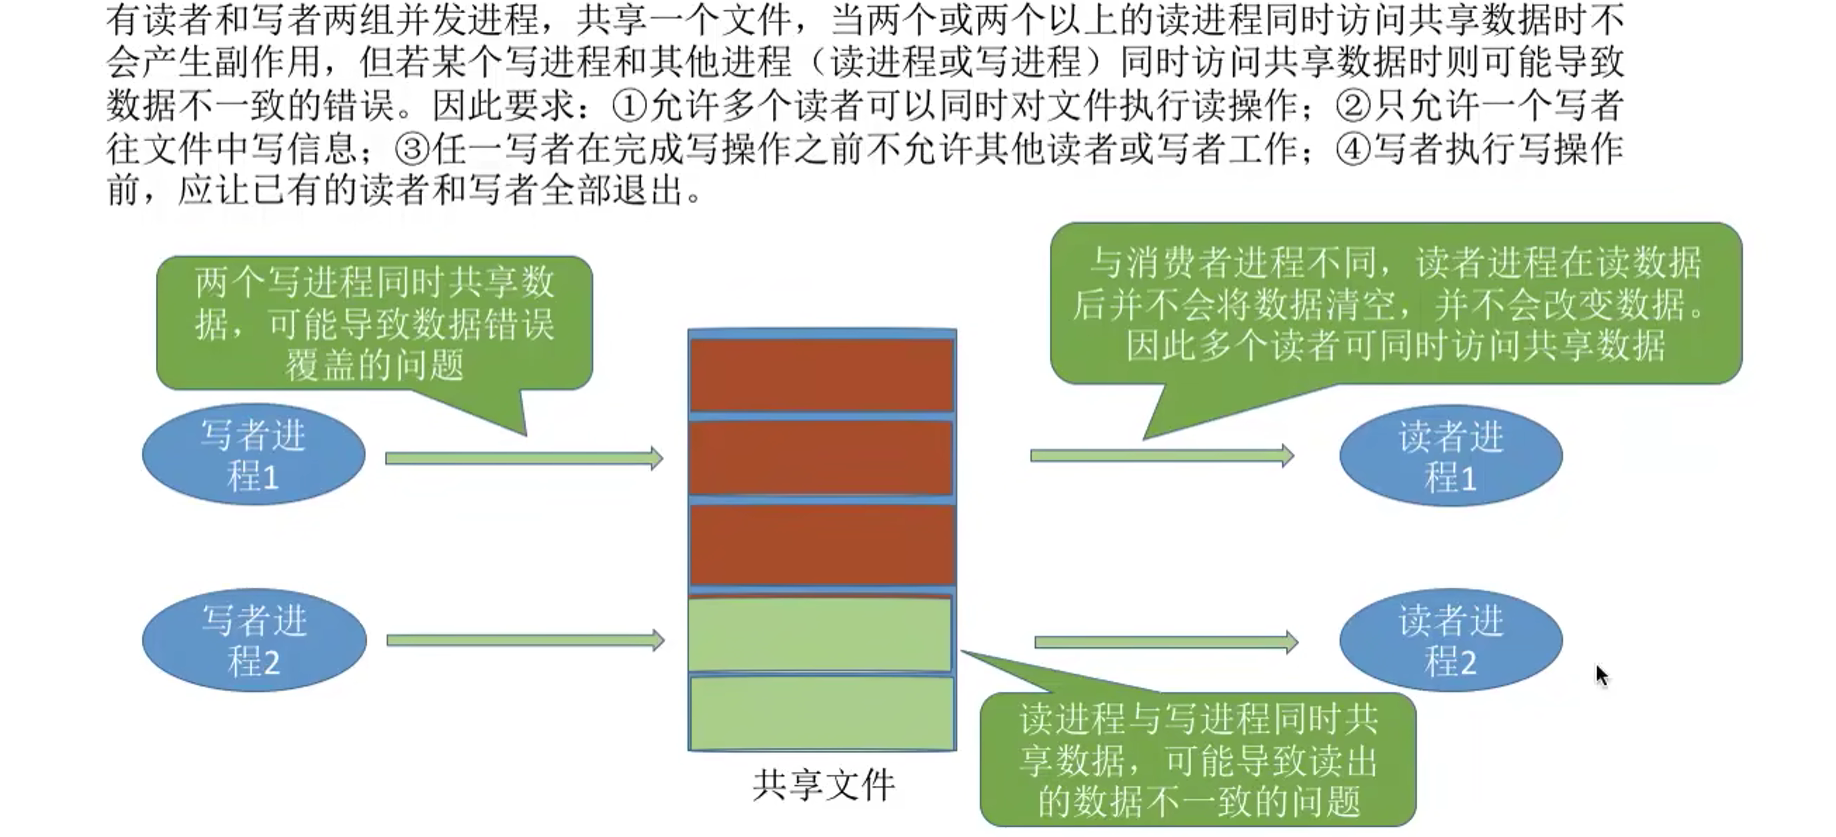 有读者和写者两组并发进程，共享一个文件，当两个或两个以上的读进程同时访问共享数据时不
会产生副作用，但若某个写进程和其他进程（读进程或写进程）同时访问共享数据时则可能导致
数据不一致的错误。因此要求：①允许多个读者可以同时对文件执行读操作；②只允许一个写者
往文件中写信息；③任一写者在完成写操作之前不允许其他读者或写者工作；④写者执行写操作
前，应让已有的读者和写者全部退出。
两个写进程同时共享数
据，可能导致数据错误
覆盖的问题
与消费者进程不同，读者进程在读数据
后并不会将数据清空，并不会改变数据。
因此多个读者可同时访问共享数据
写者进
程1
读者进
程1
写者进
程2
读者进
程2
读进程与写进程同时共
享数据，可能导致读出
的数据不一致的问题
共享文件